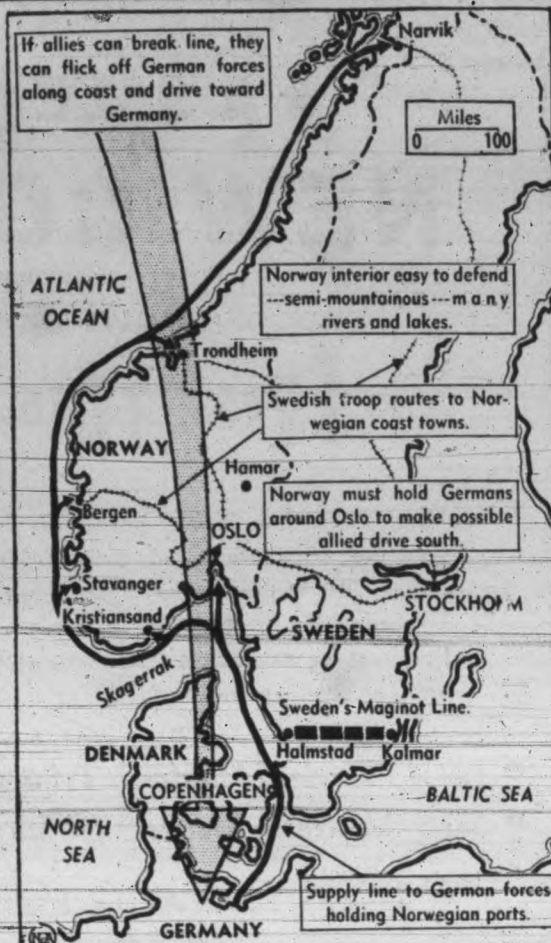 If allies can break line, they
can flick off German forces
along coast and drive toward
Germany.
Narvik
Miles
0 100
ATLANTIC
OCEAN
Norway interior easy to defend
---semi-mountainous---many
rivers and lakes.
Trondheim
Swedish troop routes to Nor-
wegian coast towns.
NORWAY
Hamar
Norway must hold Germans
around Oslo to make possible
allied drive south.
Bergen
OSLO
Stavanger
STOCKHOLM
Kristiansand
SWEDEN
Skagerrak
Sweden's Maginot Line.
DENMARK
Halmstad
Kalmar
COPENHAGEN
BALTIC SEA
NORTH
SEA
Supply line to German forces
holding Norwegian ports.
GERMANY